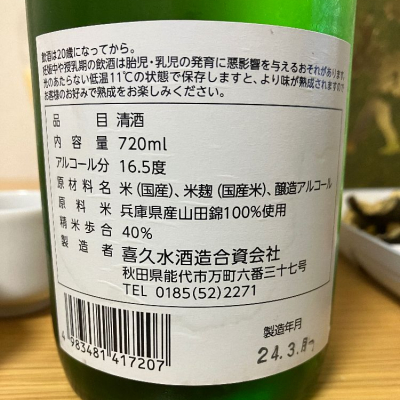 飲酒は20歳になってから。
妊娠中や授乳期の飲酒は胎児・乳児の発育に悪影響を与えるおそれがあります。
光のあたらない低温11℃の状態で保存しますと、より味が熟成されますので
お客様のお好みで熟成をお楽しみください。
品目 清酒
内容量 720ml
アルコール分 16.5度
原材料名 米(国産)、米麹(国産米)、醸造アルコール
原料米 兵庫県産山田錦100%使用
精米歩合 40%
製造者 喜久水酒造合資会社
秋田県能代市万町六番三十七号
TEL 0185(52)2271
4 983481 417207
製造年月
24.3.